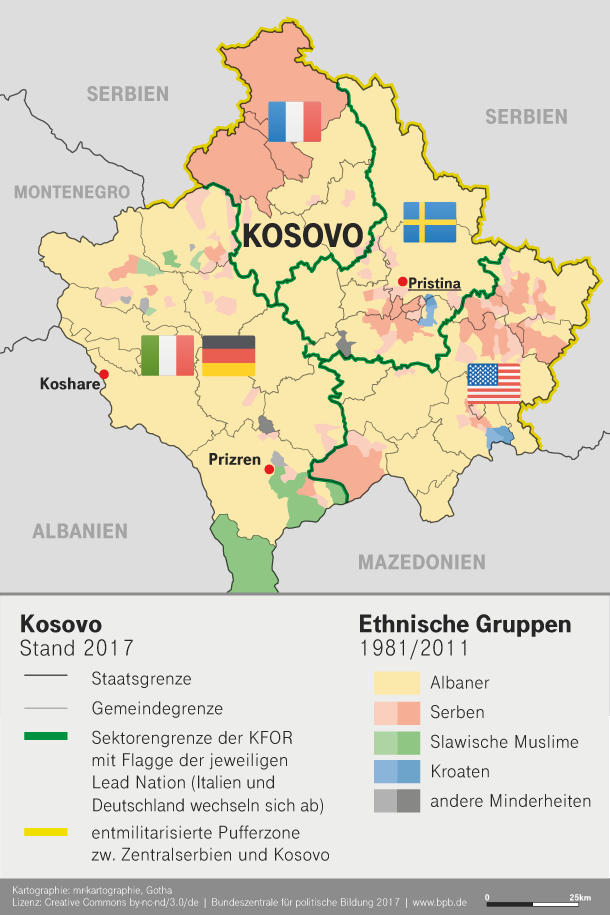 SERBIEN
SERBIEN
MONTENEGRO
KOSOVO
Pristina
Koshare
Prizren
ALBANIEN
MAZEDONIEN
Kosovo
Stand 2017
Staatsgrenze
Gemeindegrenze
Sektorengrenze der KFOR
mit Flagge der jeweiligen
Lead Nation (Italien und
Deutschland wechseln sich ab)
entmilitarisierte Pufferzone
zw. Zentralserbien und Kosovo
Ethnische Gruppen
1981/2011
Albaner
Serben
Slawische Muslime
Kroaten
andere Minderheiten
Kartographie: mr-kartographie, Gotha
Lizenz: Creative Commons by-nc-nd/3.0/de | Bundeszentrale für politische Bildung 2017 | www.bpb.de
0 25km